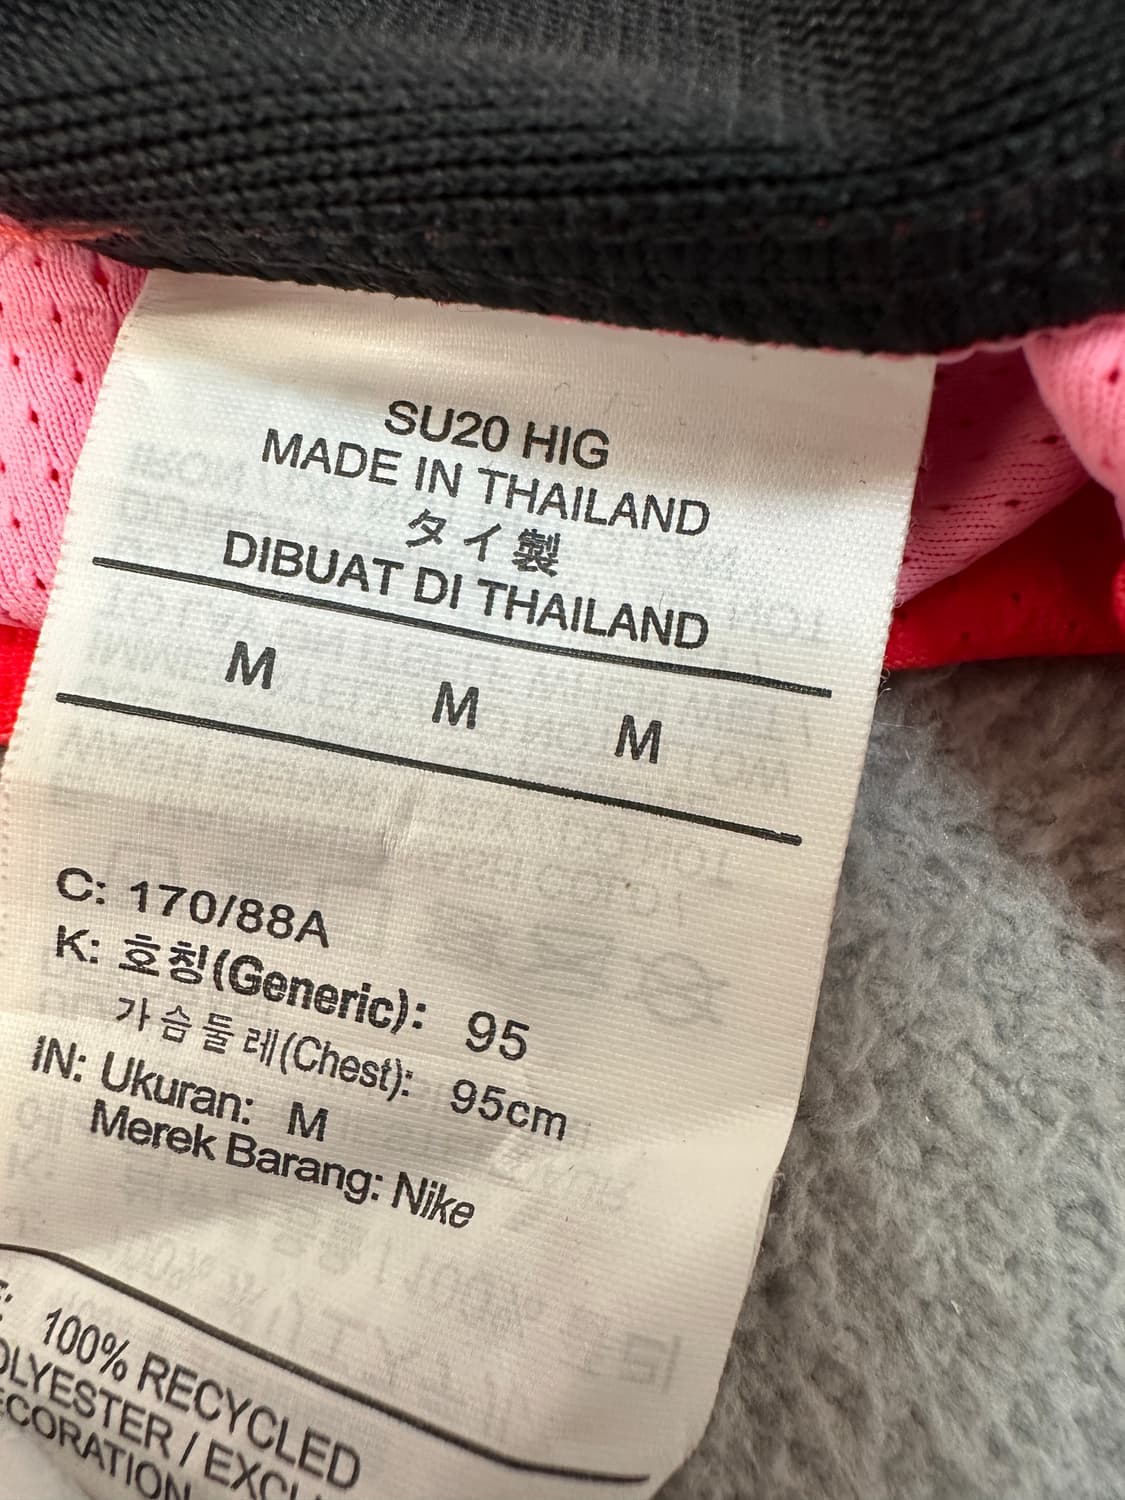 SU20 HIG
MADE IN THAILAND
タイ製
DIBUAT DI THAILAND
M M M
C: 170/88A
K: 호칭(Generic): 95
가슴둘레(Chest): 95cm
IN: Ukuran: M
Merek Barang: Nike
100% RECYCLED